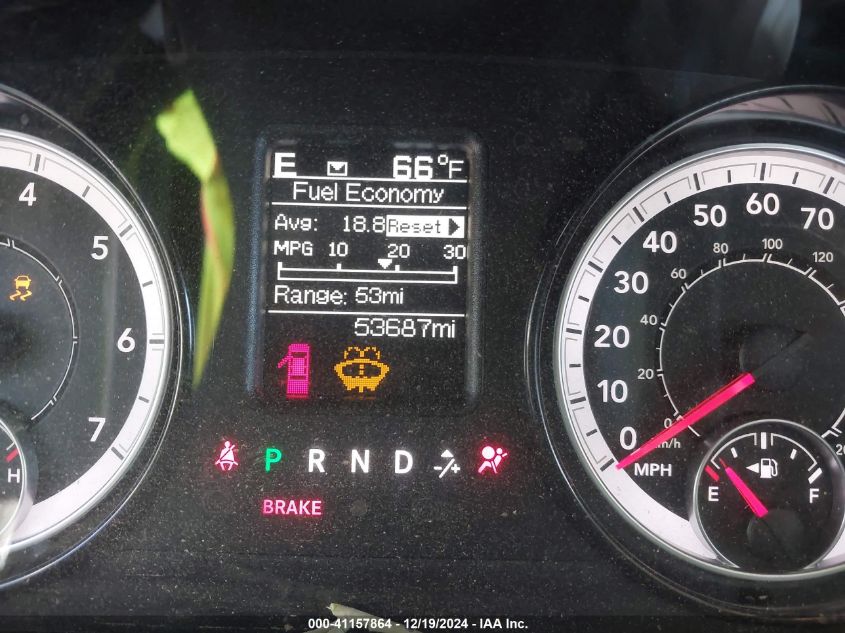 E 66°F
Fuel Economy
Avg: 18.8 Reset
MPG 10 20 30
Range: 53mi
53687mi
P R N D -/+
BRAKE
4
5
6
7
H
0 10 20 30 40 50 60 70
0 20 40 60 80 100 120
km/h
MPH
E F
000-41157864 - 12/19/2024 - IAA Inc.